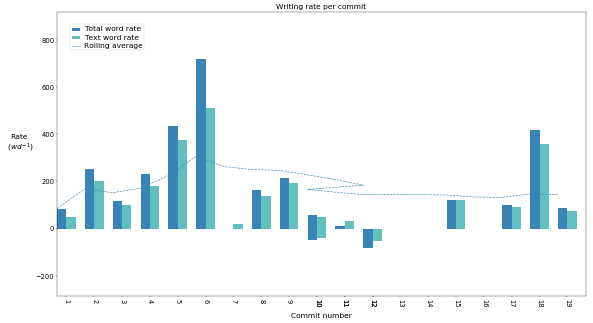 Writing rate per commit
Total word rate
Text word rate
Rolling average
800
600
400
200
0
−200
Rate
(wd⁻¹)
1 2 3 4 5 6 7 8 9 10 11 12 13 14 15 16 17 18 19
Commit number